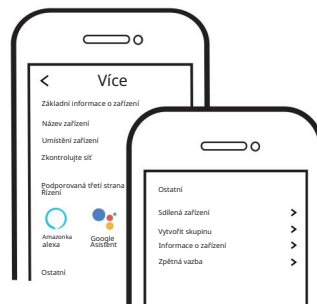 Více
Základní informace o zařízení
Název zařízení
Umístění zařízení
Zkontrolujte síť
Podporovaná třetí strana
Řízení
Amazonka
alexa
Google
Asistent
Ostatní
Ostatní
Sdílená zařízení
Vytvořit skupinu
Informace o zařízení
Zpětná vazba